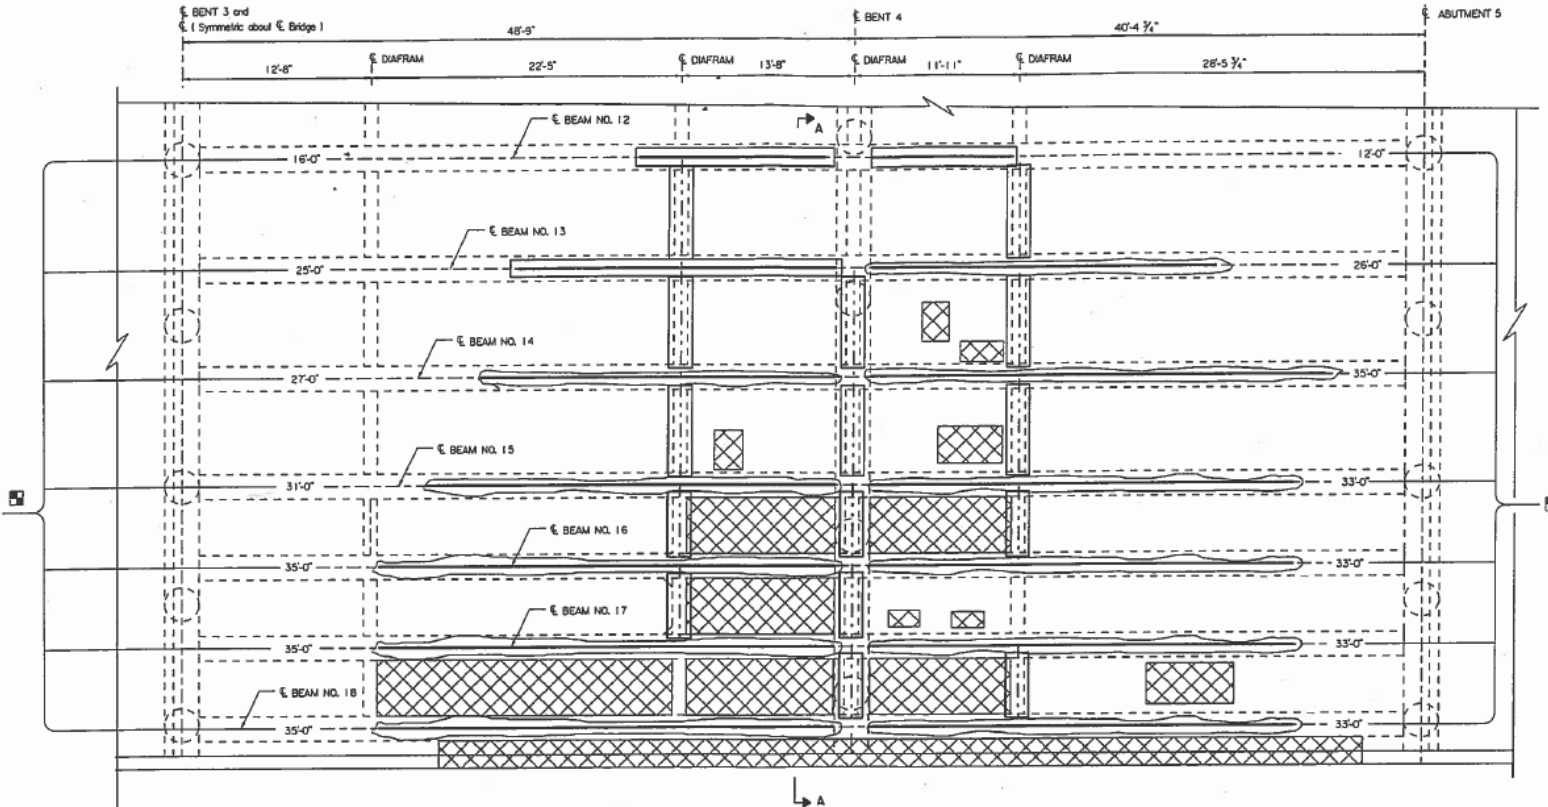 ℄ BENT 3 and
℄ ( Symmetric about ℄ Bridge )
48'-9"
℄ BENT 4
40'-4 ¾"
℄ ABUTMENT 5
12'-8"
℄ DIAFRAM
22'-5"
℄ DIAFRAM
13'-8"
℄ DIAFRAM
11'-11"
℄ DIAFRAM
28'-5 ¾"
℄ BEAM NO. 12
A
16'-0"
12'-0"
℄ BEAM NO. 13
25'-0"
26'-0"
℄ BEAM NO. 14
27'-0"
35'-0"
℄ BEAM NO. 15
31'-0"
33'-0"
℄ BEAM NO. 16
35'-0"
33'-0"
℄ BEAM NO. 17
35'-0"
33'-0"
℄ BEAM NO. 18
35'-0"
33'-0"
A